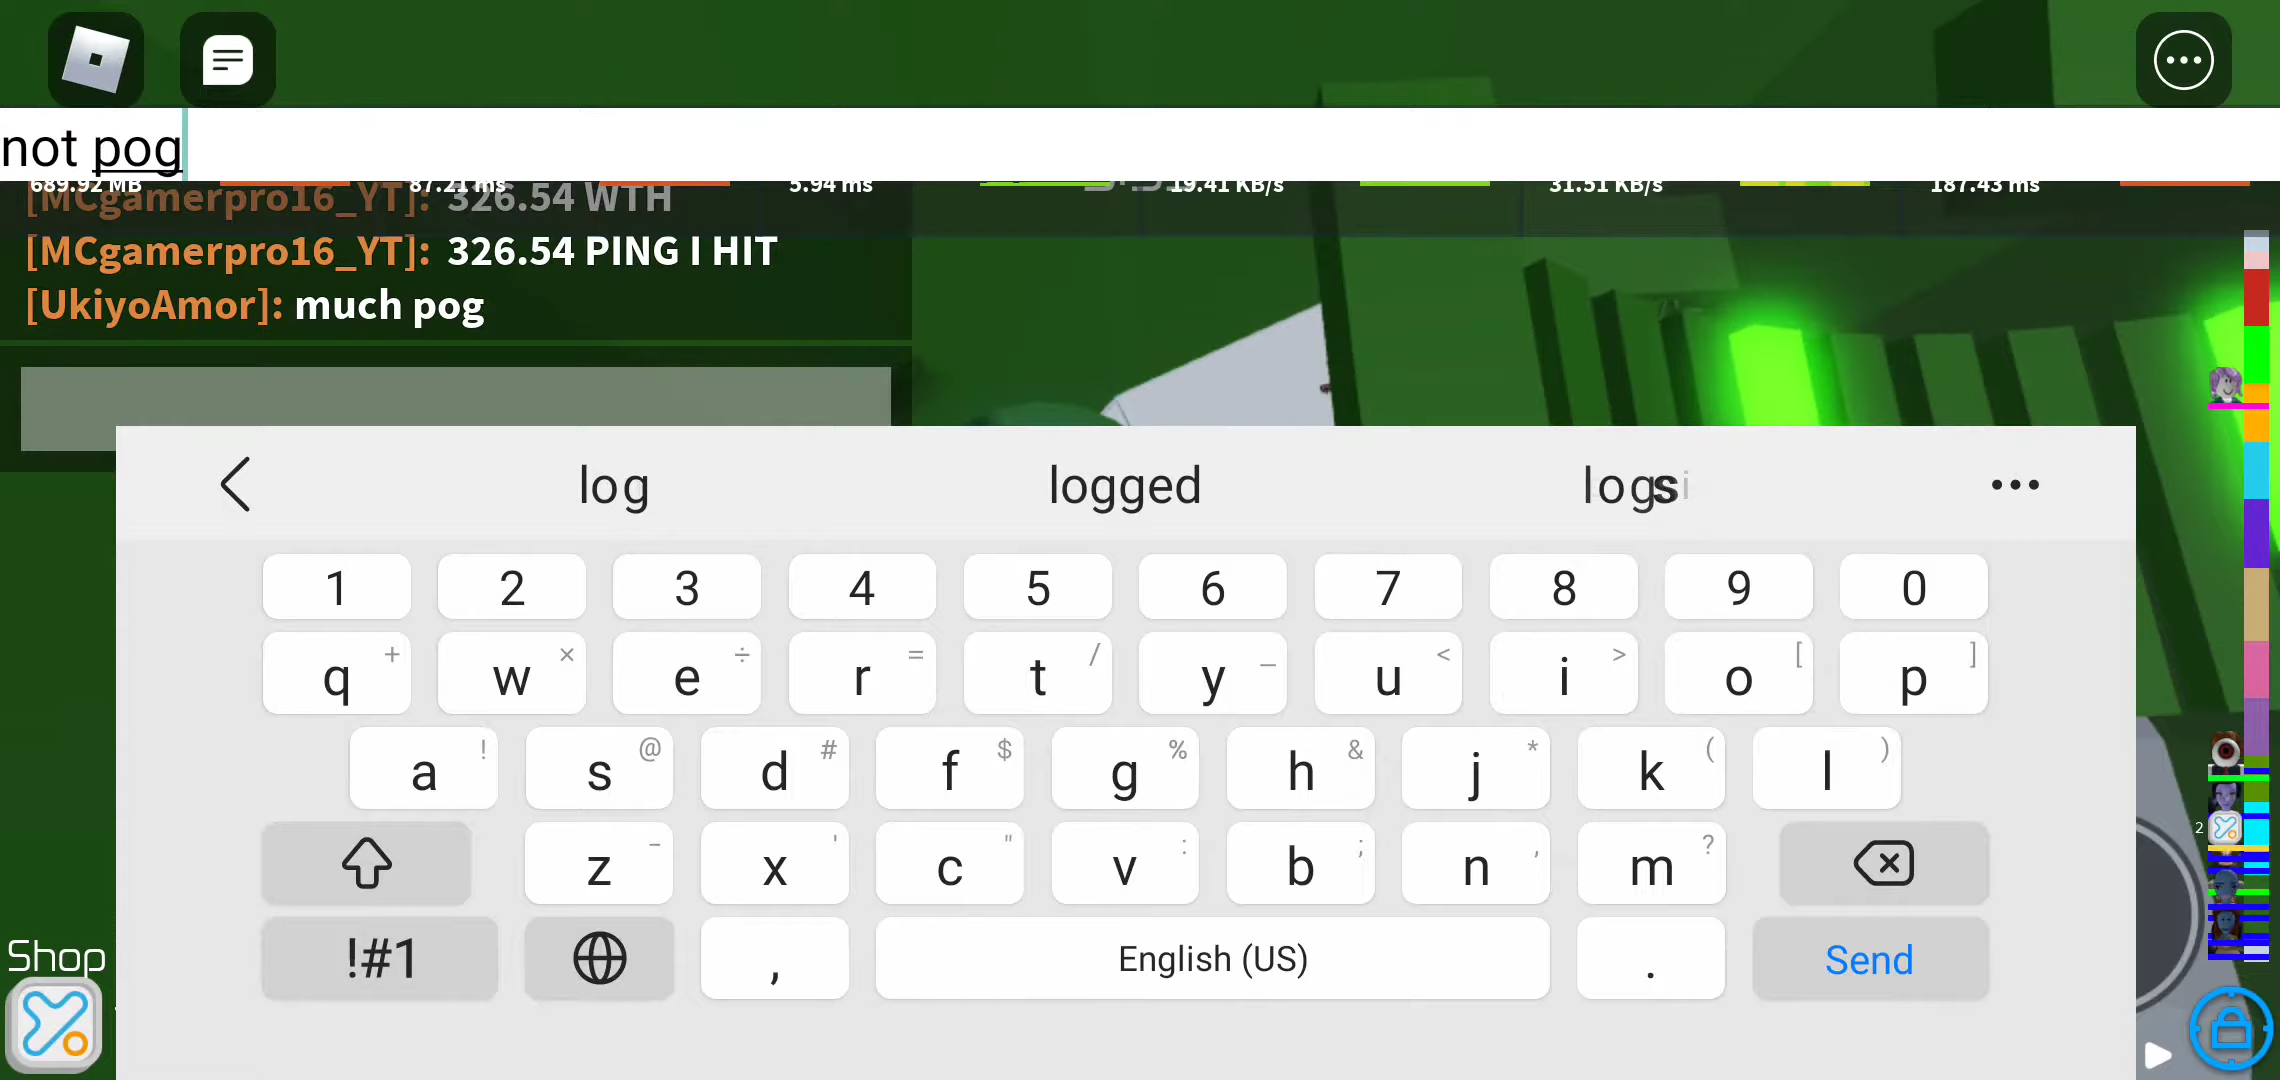 not pog
689.92 MB 87.21 ms 5.94 ms 19.41 KB/s 31.51 KB/s 187.43 ms
[MCgamerpro16_YT]: 326.54 WTH
[MCgamerpro16_YT]: 326.54 PING I HIT
[UkiyoAmor]: much pog
log logged logs
1 2 3 4 5 6 7 8 9 0
q + w × e ÷ r = t / y _ u < i > o [ p ]
a ! s @ d # f $ g % h & j * k ( l )
z - x ' c " v : b ; n , m ?
!#1 , English (US) . Send
Shop
2